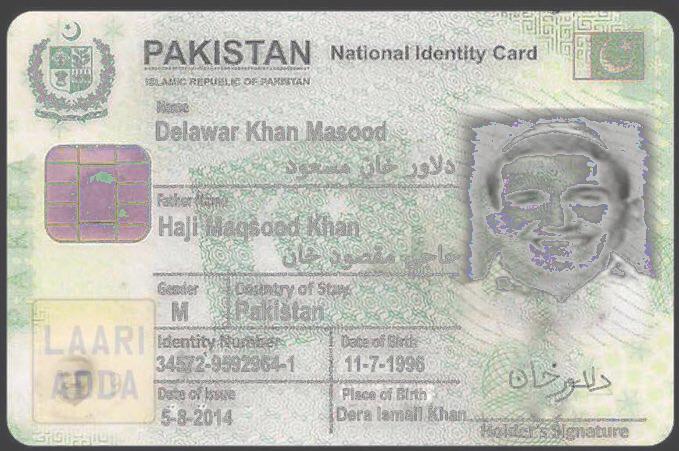 PAKISTAN National Identity Card
ISLAMIC REPUBLIC OF PAKISTAN
Name
Delawar Khan Masood
دلاور خان مسعود
Father Name
Haji Maqsood Khan
حاجی مقصود خان
Gender Country of Stay
M Pakistan
Identity Number Date of Birth
34572-9592964-1 11-7-1996
Date of Issue Place of Birth
5-8-2014 Dera Ismail Khan
LAARI
ADDA
دلاور خان
Holder's Signature